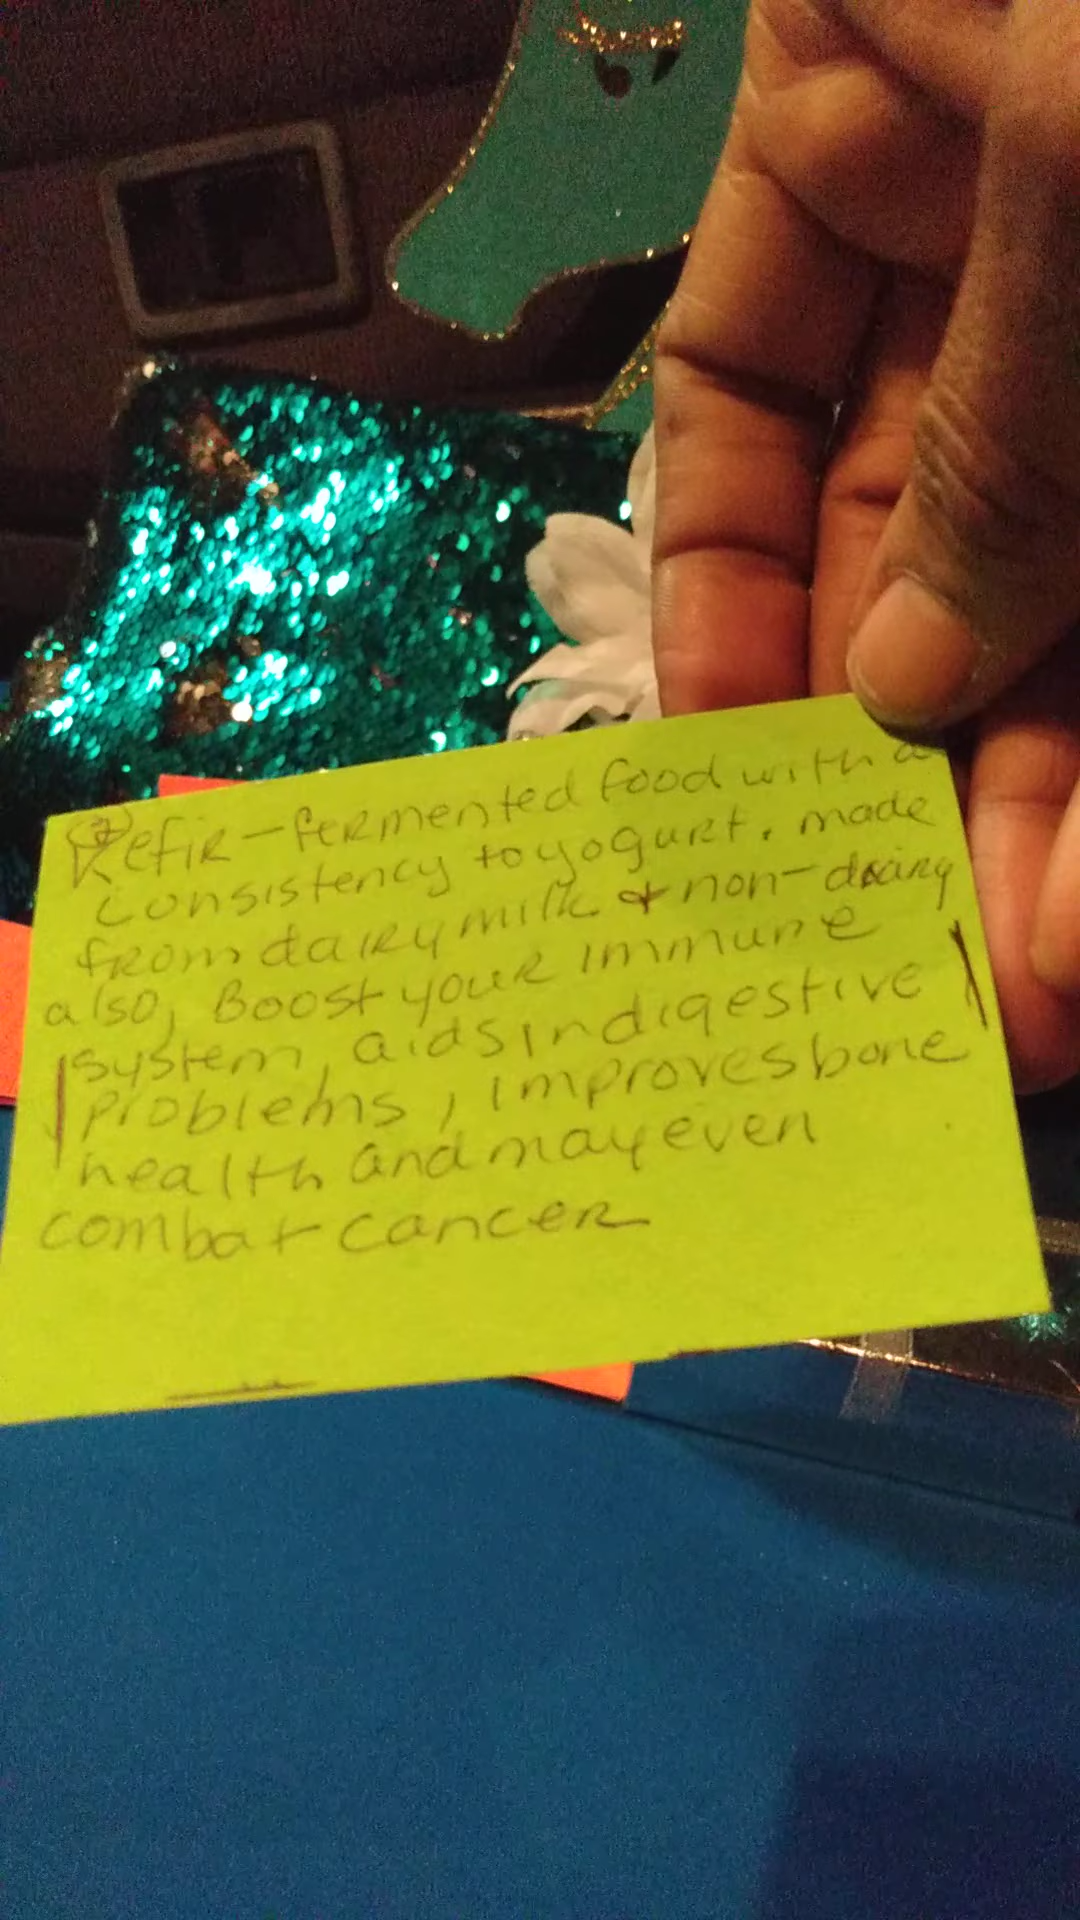 Kefir - fermented food with a
consistency to yogurt. made
from dairy milk & non-dairy
also, Boost your immune
system, aids in digestive
problems, improves bone
health and may even
combat cancer